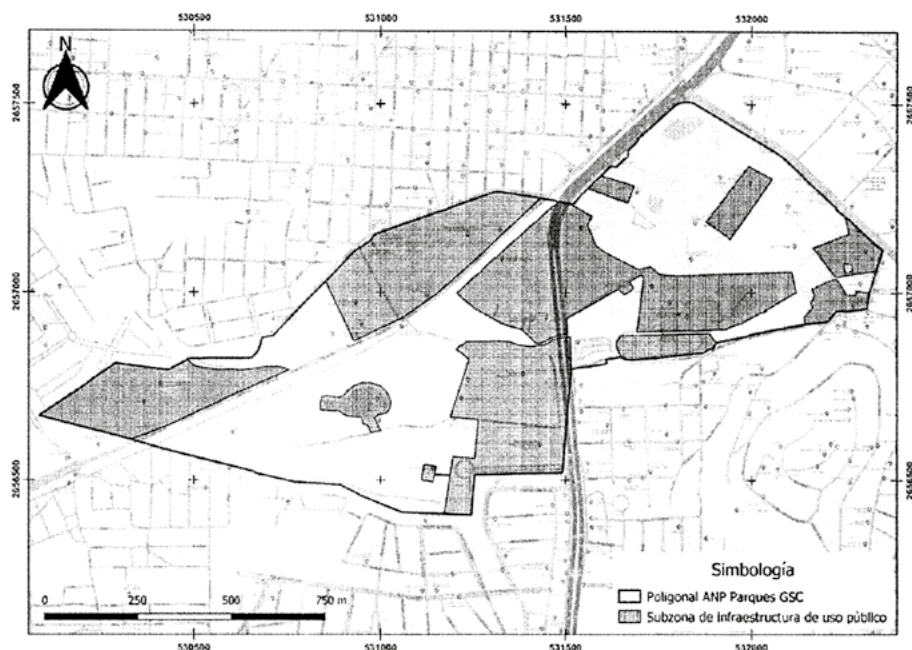 530500 531000 531500 532000
N
2657500 2657500
2657000 2657000
2656500 2656500
Simbología
Poligonal ANP Parques GSC
Subzona de infraestructura de uso público
0 250 500 750 m
530500 531000 531500 532000